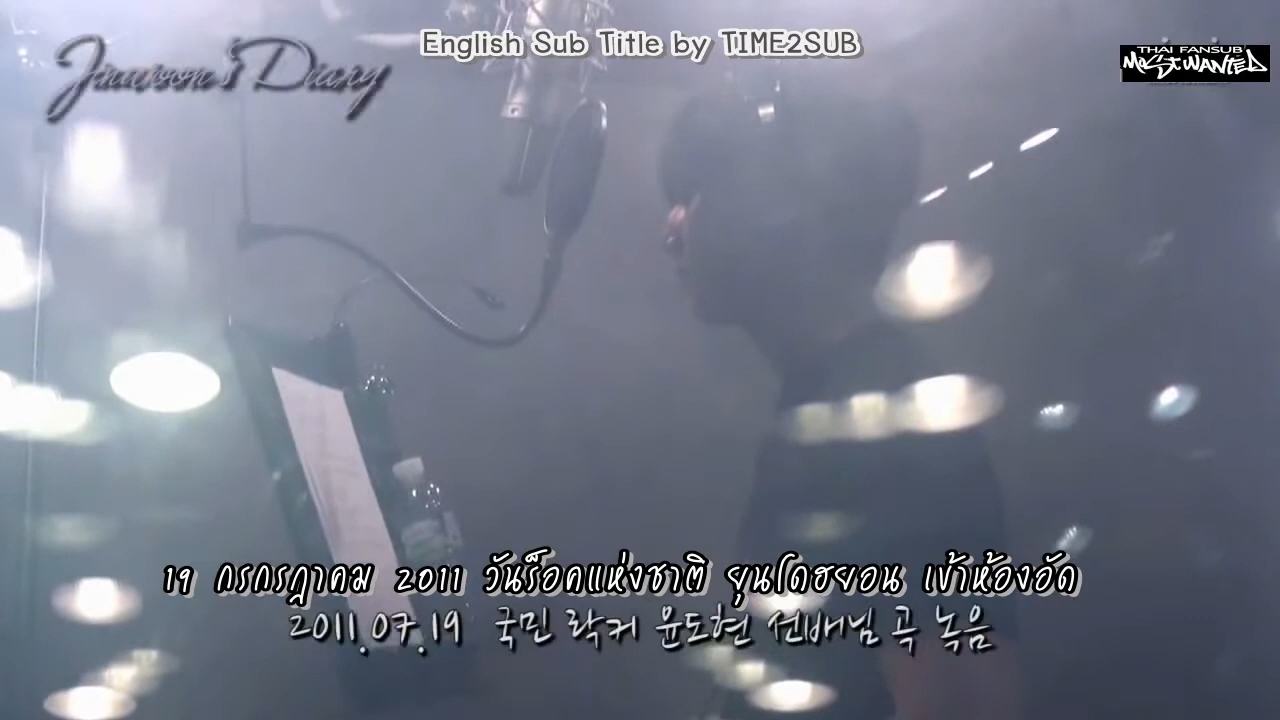 English Sub Title by TIME2SUB
Jinwoon's Diary
THAI FANSUB
MOST WANTED
19 กรกรฎาคม 2011 วันร็อคแห่งชาติ ยุนโดฮยอน เข้าห้องอัด
2011.07.19 국민 락커 윤도현 선배님 곡 녹음